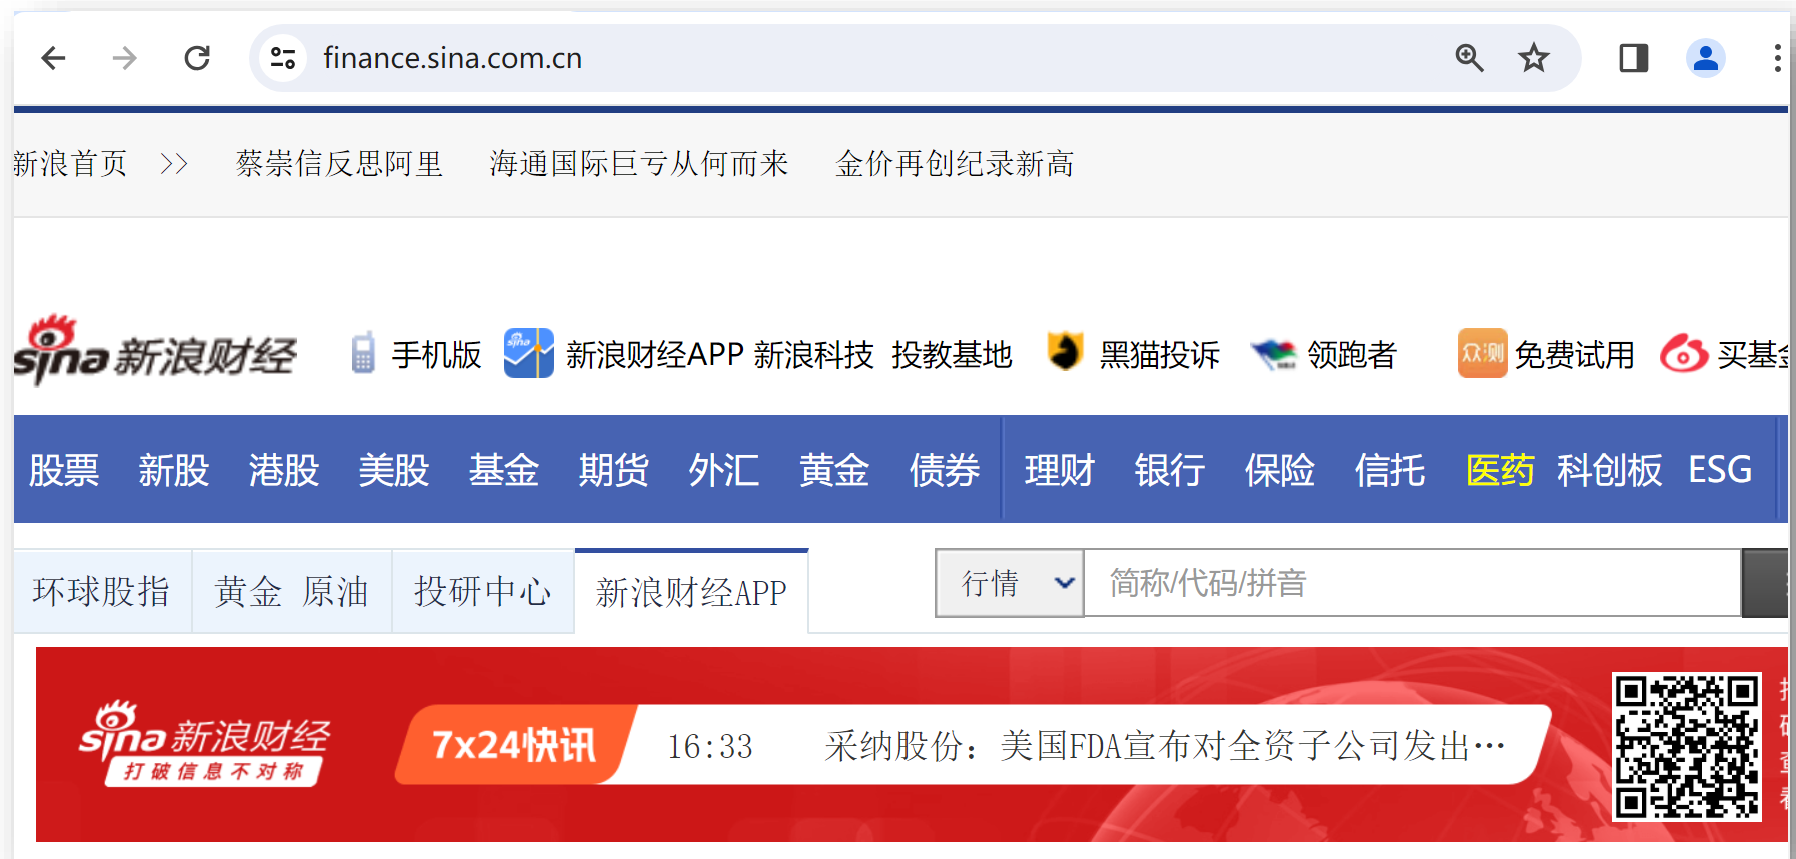 finance.sina.com.cn
新浪首页 >> 蔡崇信反思阿里 海通国际巨亏从何而来 金价再创纪录新高
sina 新浪财经 手机版 sina 新浪财经APP 新浪科技 投教基地 黑猫投诉 领跑者 众测 免费试用 买基金
股票 新股 港股 美股 基金 期货 外汇 黄金 债券 理财 银行 保险 信托 医药 科创板 ESG
环球股指 黄金 原油 投研中心 新浪财经APP 行情 简称/代码/拼音
sina 新浪财经 7x24快讯 16:33 采纳股份：美国FDA宣布对全资子公司发出…
打破信息不对称